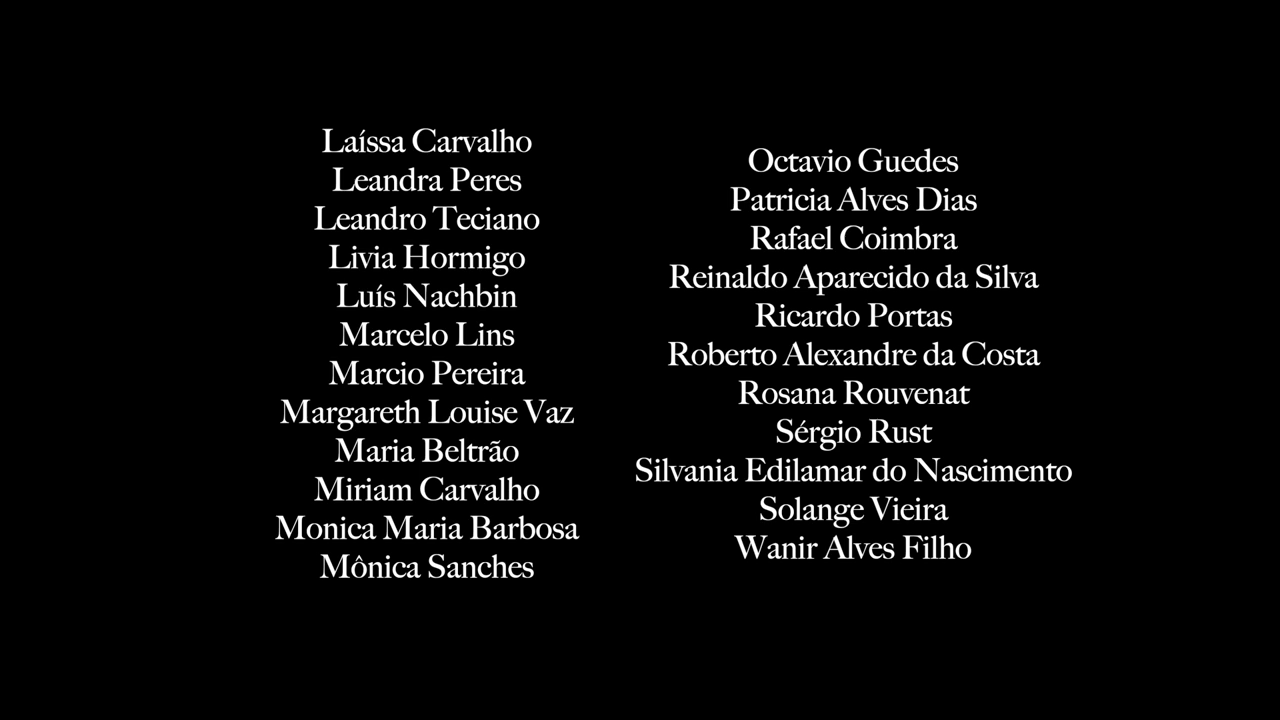 Laíssa Carvalho
Leandra Peres
Leandro Teciano
Livia Hormigo
Luís Nachbin
Marcelo Lins
Marcio Pereira
Margareth Louise Vaz
Maria Beltrão
Miriam Carvalho
Monica Maria Barbosa
Mônica Sanches
Octavio Guedes
Patricia Alves Dias
Rafael Coimbra
Reinaldo Aparecido da Silva
Ricardo Portas
Roberto Alexandre da Costa
Rosana Rouvenat
Sérgio Rust
Silvania Edilamar do Nascimento
Solange Vieira
Wanir Alves Filho